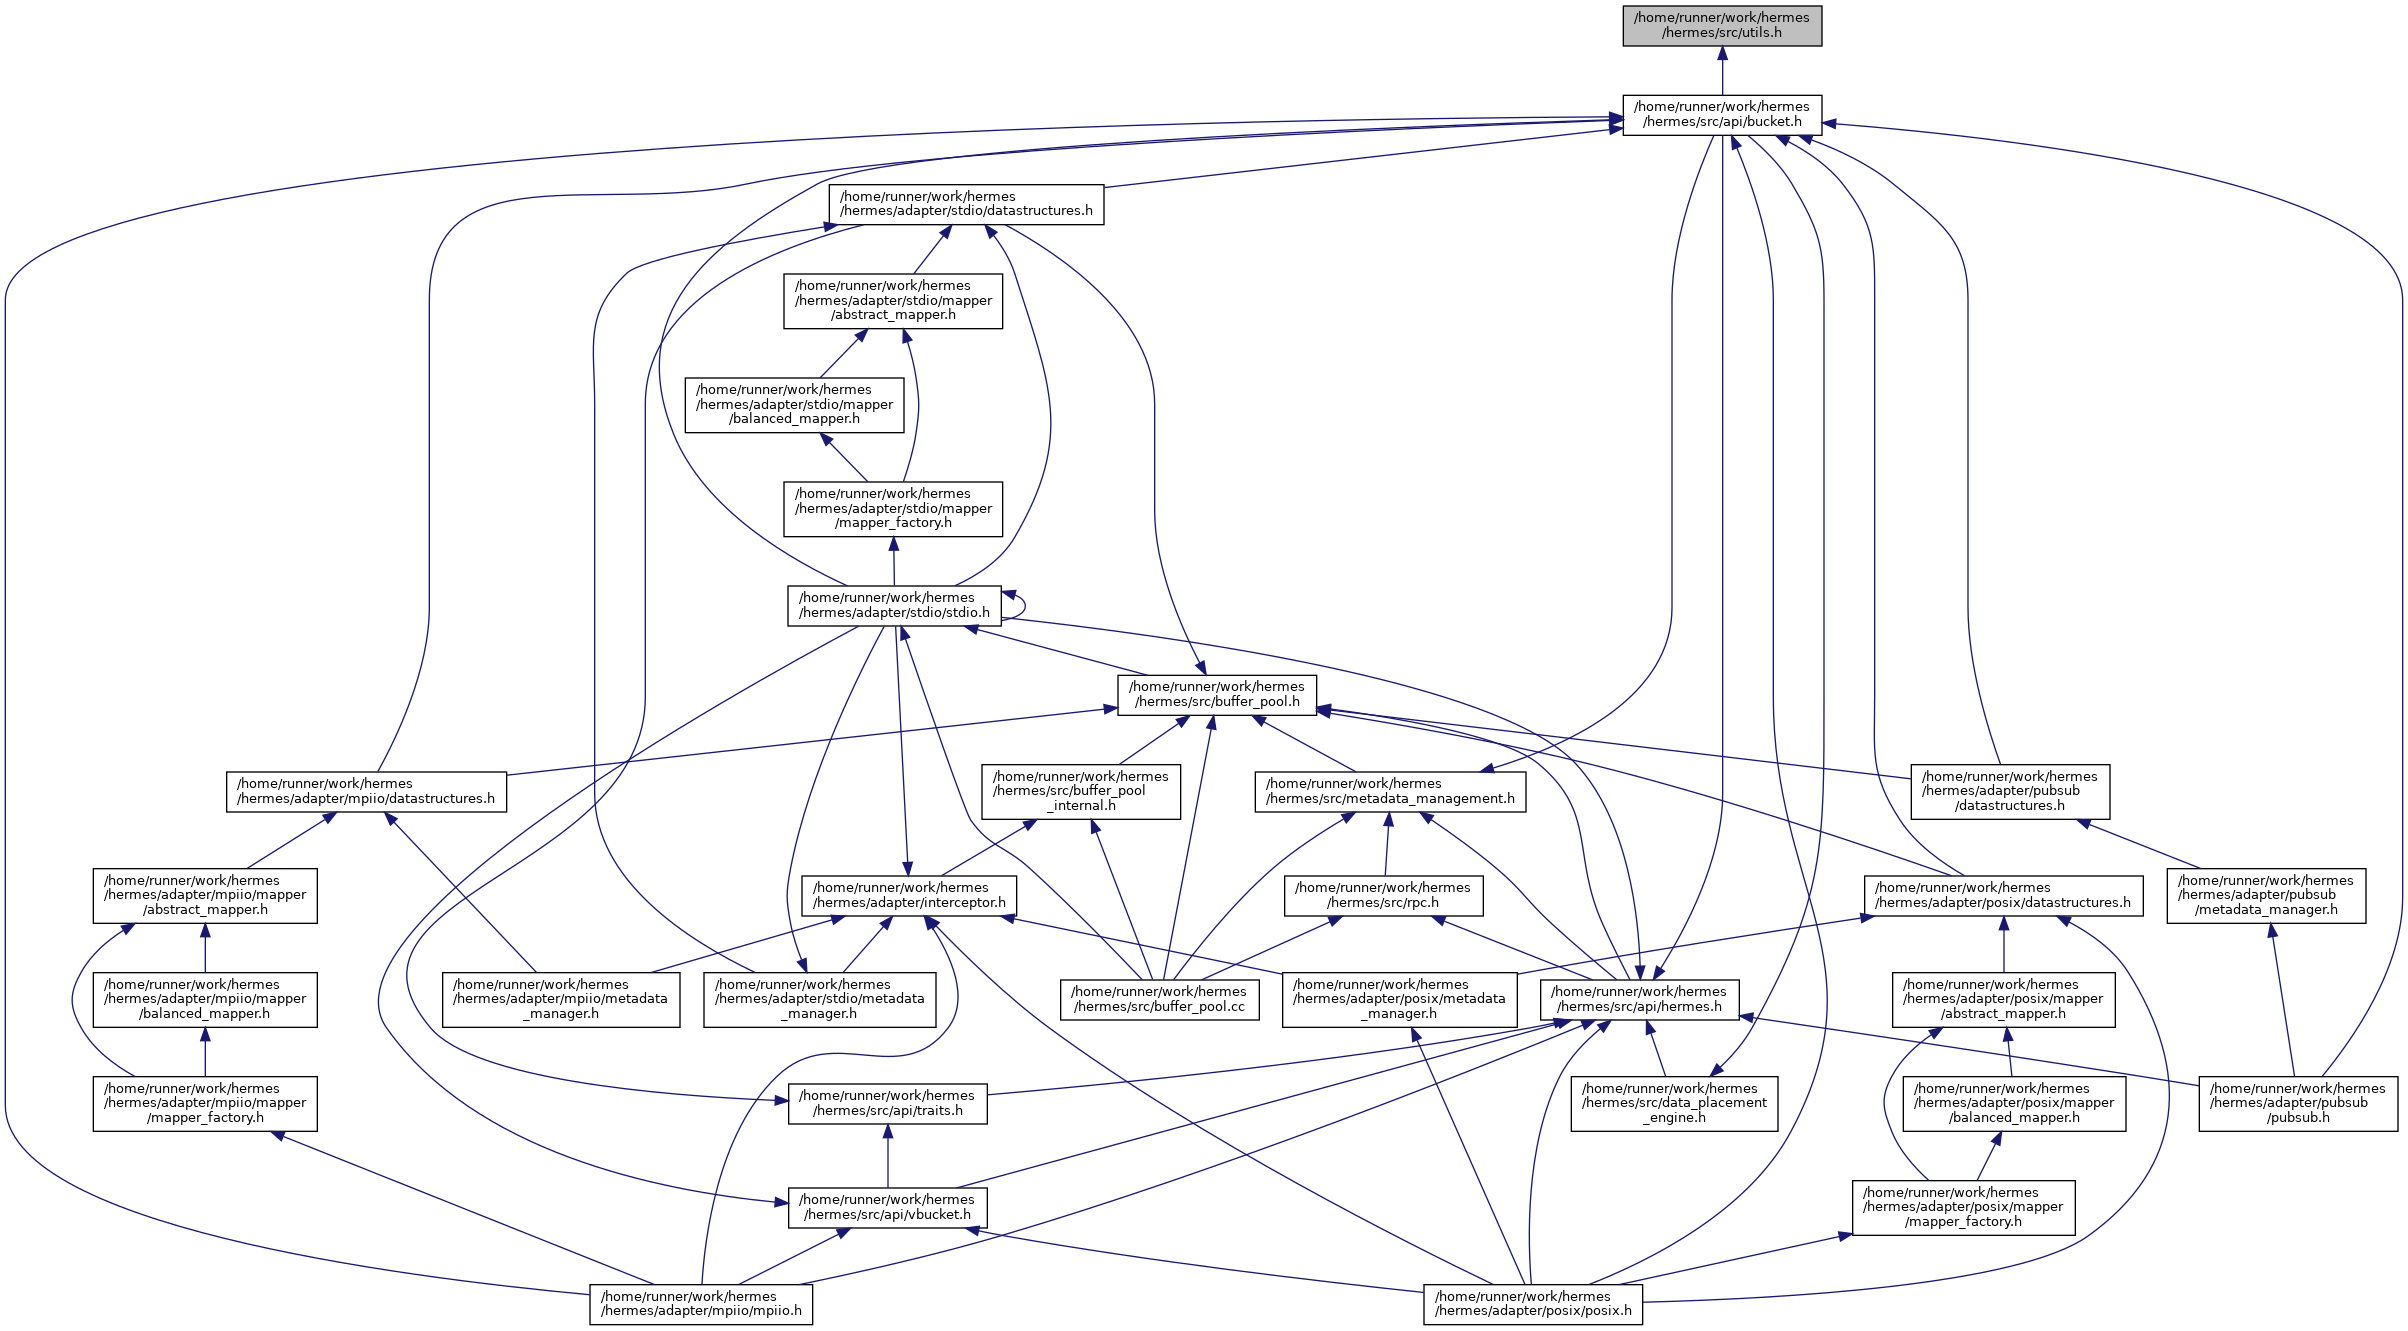 /home/runner/work/hermes
/hermes/src/utils.h
/home/runner/work/hermes
/hermes/src/api/bucket.h
/home/runner/work/hermes
/hermes/adapter/stdio/datastructures.h
/home/runner/work/hermes
/hermes/adapter/stdio/mapper
/abstract_mapper.h
/home/runner/work/hermes
/hermes/adapter/stdio/mapper
/balanced_mapper.h
/home/runner/work/hermes
/hermes/adapter/stdio/mapper
/mapper_factory.h
/home/runner/work/hermes
/hermes/adapter/stdio/stdio.h
/home/runner/work/hermes
/hermes/src/buffer_pool.h
/home/runner/work/hermes
/hermes/adapter/mpiio/datastructures.h
/home/runner/work/hermes
/hermes/src/buffer_pool
_internal.h
/home/runner/work/hermes
/hermes/src/metadata_management.h
/home/runner/work/hermes
/hermes/adapter/pubsub
/datastructures.h
/home/runner/work/hermes
/hermes/adapter/mpiio/mapper
/abstract_mapper.h
/home/runner/work/hermes
/hermes/adapter/interceptor.h
/home/runner/work/hermes
/hermes/src/rpc.h
/home/runner/work/hermes
/hermes/adapter/posix/datastructures.h
/home/runner/work/hermes
/hermes/adapter/pubsub
/metadata_manager.h
/home/runner/work/hermes
/hermes/adapter/mpiio/mapper
/balanced_mapper.h
/home/runner/work/hermes
/hermes/adapter/mpiio/metadata
_manager.h
/home/runner/work/hermes
/hermes/adapter/stdio/metadata
_manager.h
/home/runner/work/hermes
/hermes/src/buffer_pool.cc
/home/runner/work/hermes
/hermes/adapter/posix/metadata
_manager.h
/home/runner/work/hermes
/hermes/src/api/hermes.h
/home/runner/work/hermes
/hermes/adapter/posix/mapper
/abstract_mapper.h
/home/runner/work/hermes
/hermes/adapter/mpiio/mapper
/mapper_factory.h
/home/runner/work/hermes
/hermes/src/api/traits.h
/home/runner/work/hermes
/hermes/src/data_placement
_engine.h
/home/runner/work/hermes
/hermes/adapter/posix/mapper
/balanced_mapper.h
/home/runner/work/hermes
/hermes/adapter/pubsub
/pubsub.h
/home/runner/work/hermes
/hermes/src/api/vbucket.h
/home/runner/work/hermes
/hermes/adapter/posix/mapper
/mapper_factory.h
/home/runner/work/hermes
/hermes/adapter/mpiio/mpiio.h
/home/runner/work/hermes
/hermes/adapter/posix/posix.h